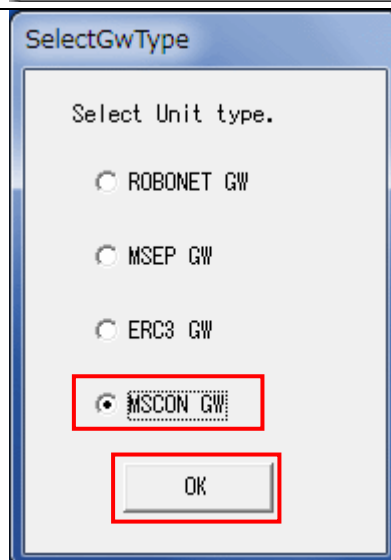 SelectGwType
Select Unit type.
ROBONET GW
MSEP GW
ERC3 GW
MSCON GW
OK